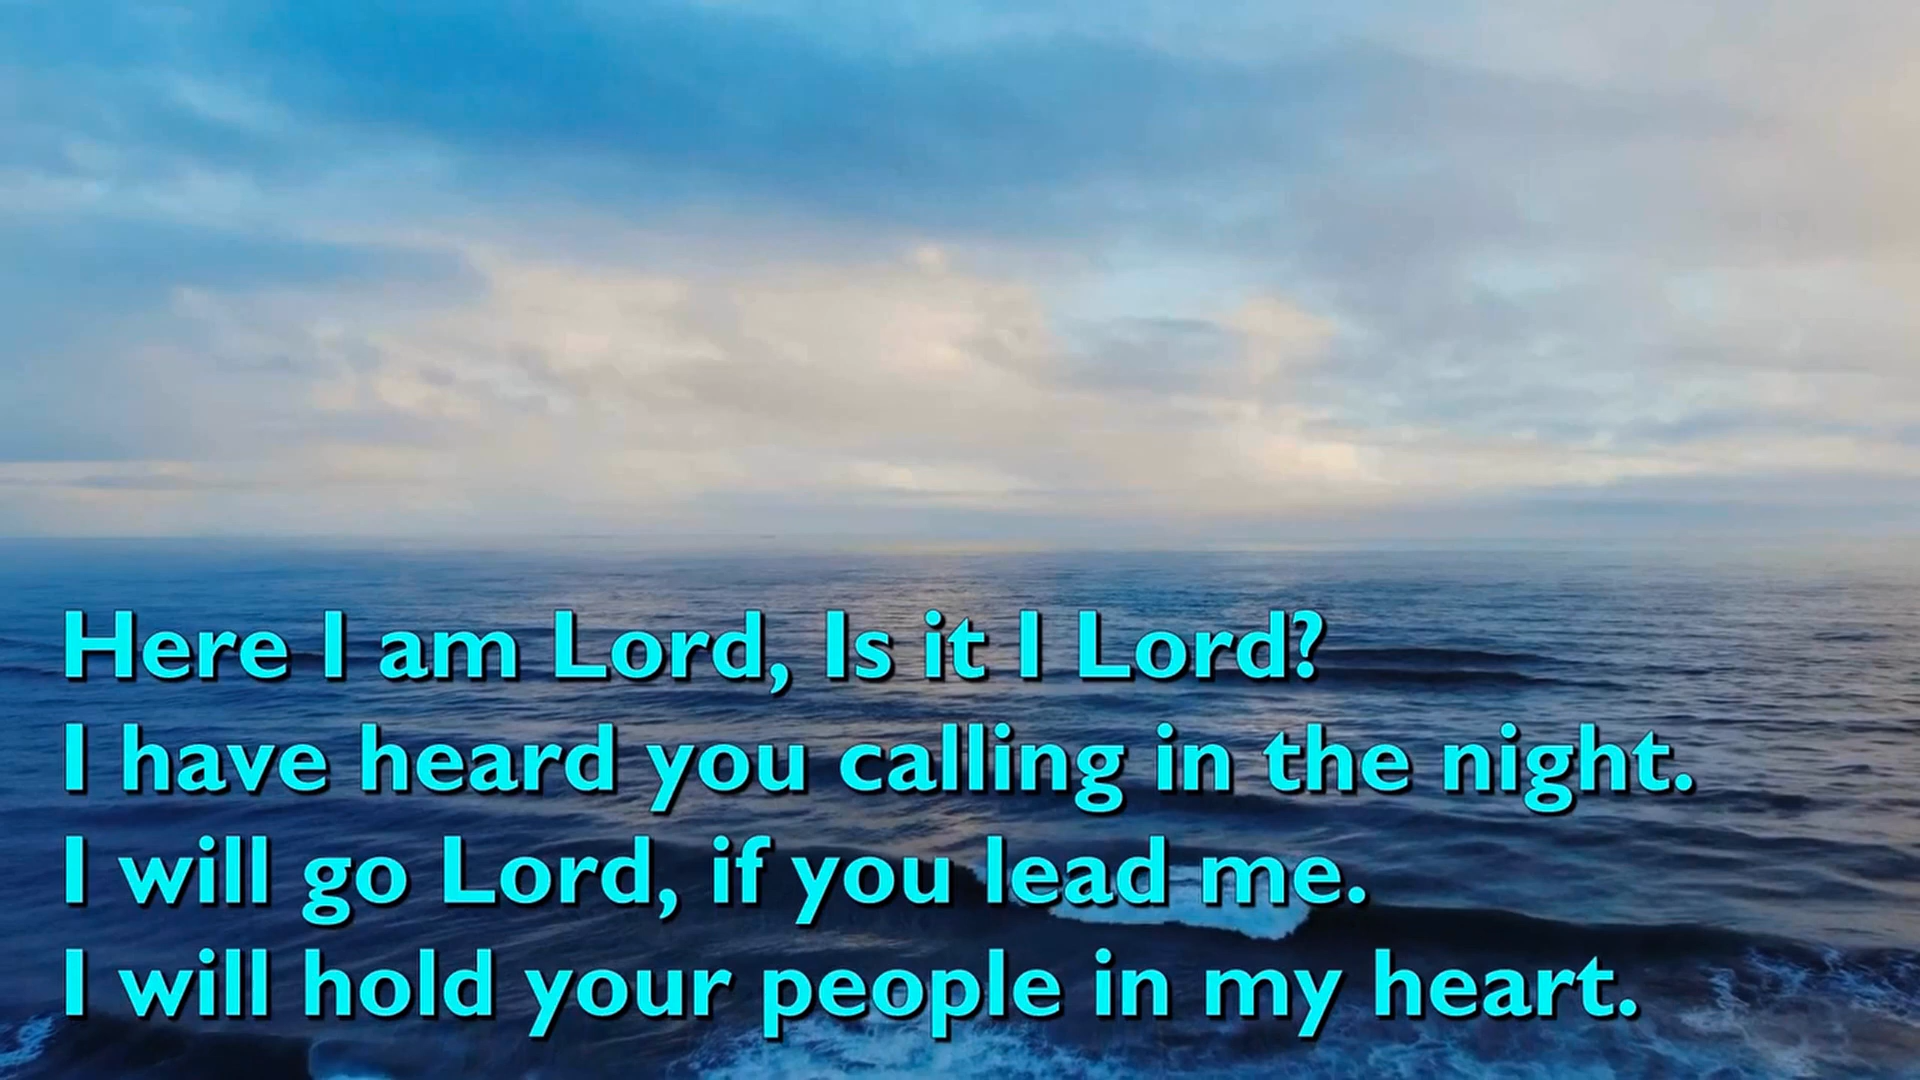 Here I am Lord, Is it I Lord?
I have heard you calling in the night.
I will go Lord, if you lead me.
I will hold your people in my heart.